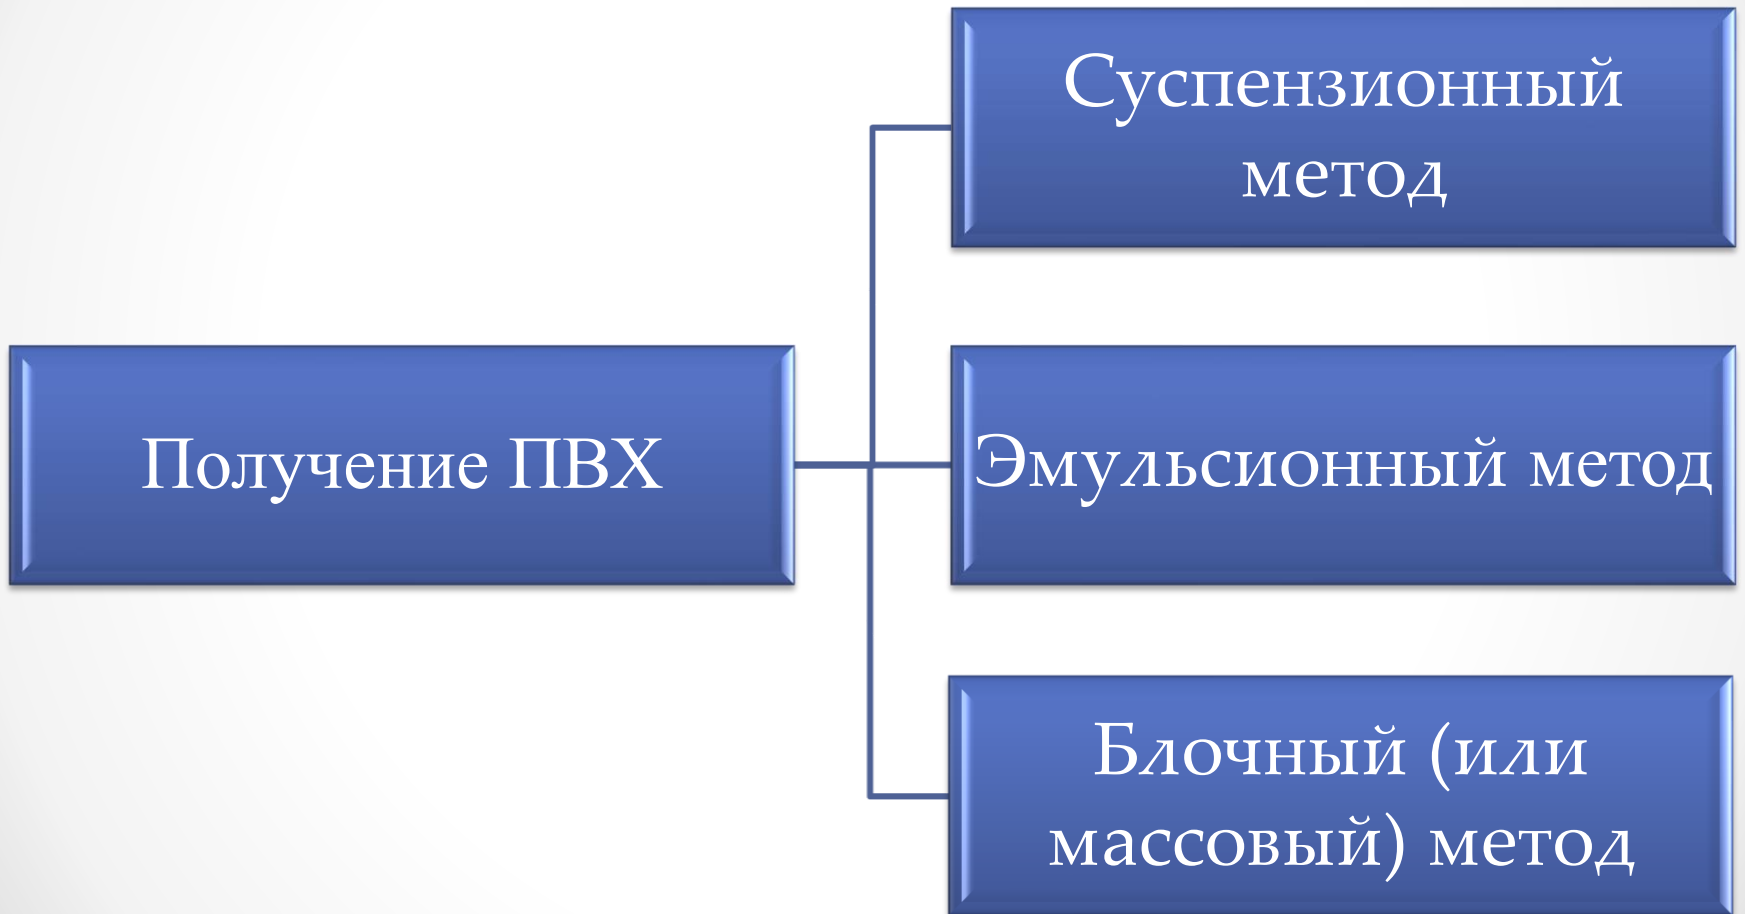 Получение ПВХ
Суспензионный
метод
Эмульсионный метод
Блочный (или
массовый) метод